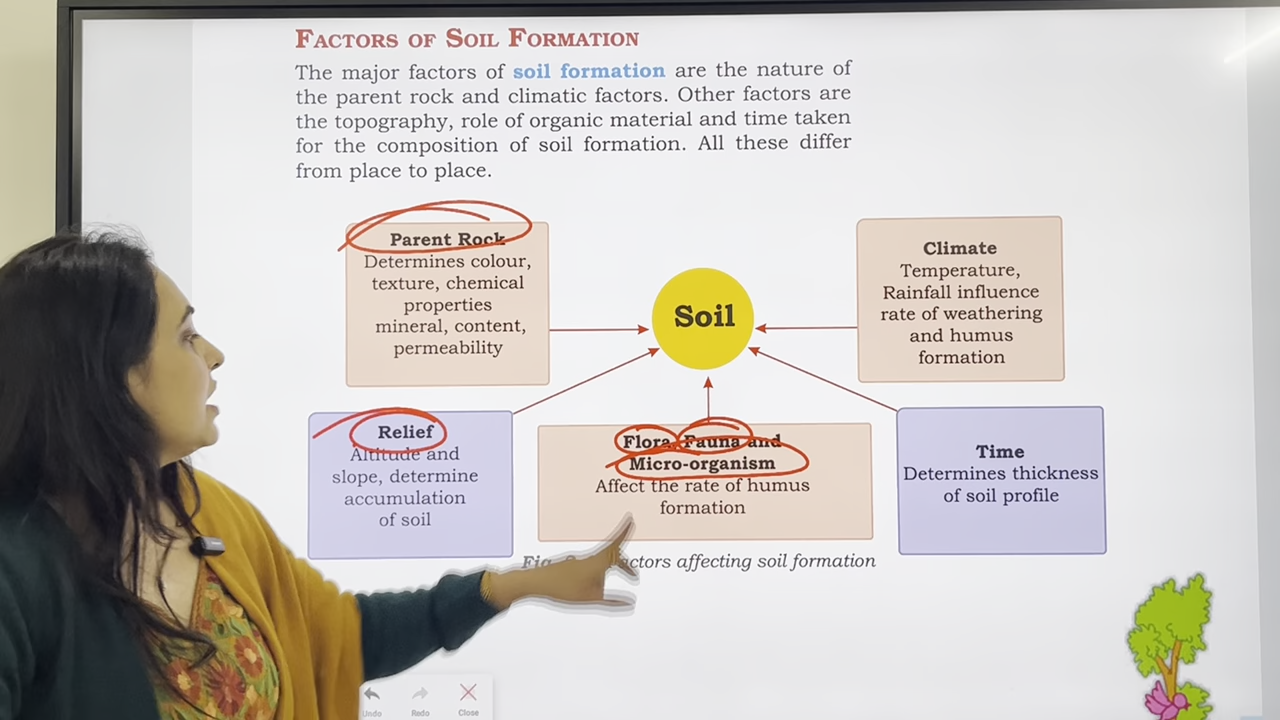 FACTORS OF SOIL FORMATION
The major factors of soil formation are the nature of
the parent rock and climatic factors. Other factors are
the topography, role of organic material and time taken
for the composition of soil formation. All these differ
from place to place.
Parent Rock
Determines colour,
texture, chemical
properties
mineral, content,
permeability
Soil
Climate
Temperature,
Rainfall influence
rate of weathering
and humus
formation
Relief
Altitude and
slope, determine
accumulation
of soil
Flora, Fauna and
Micro-organism
Affect the rate of humus
formation
Time
Determines thickness
of soil profile
affecting soil formation
Undo
Redo
Close